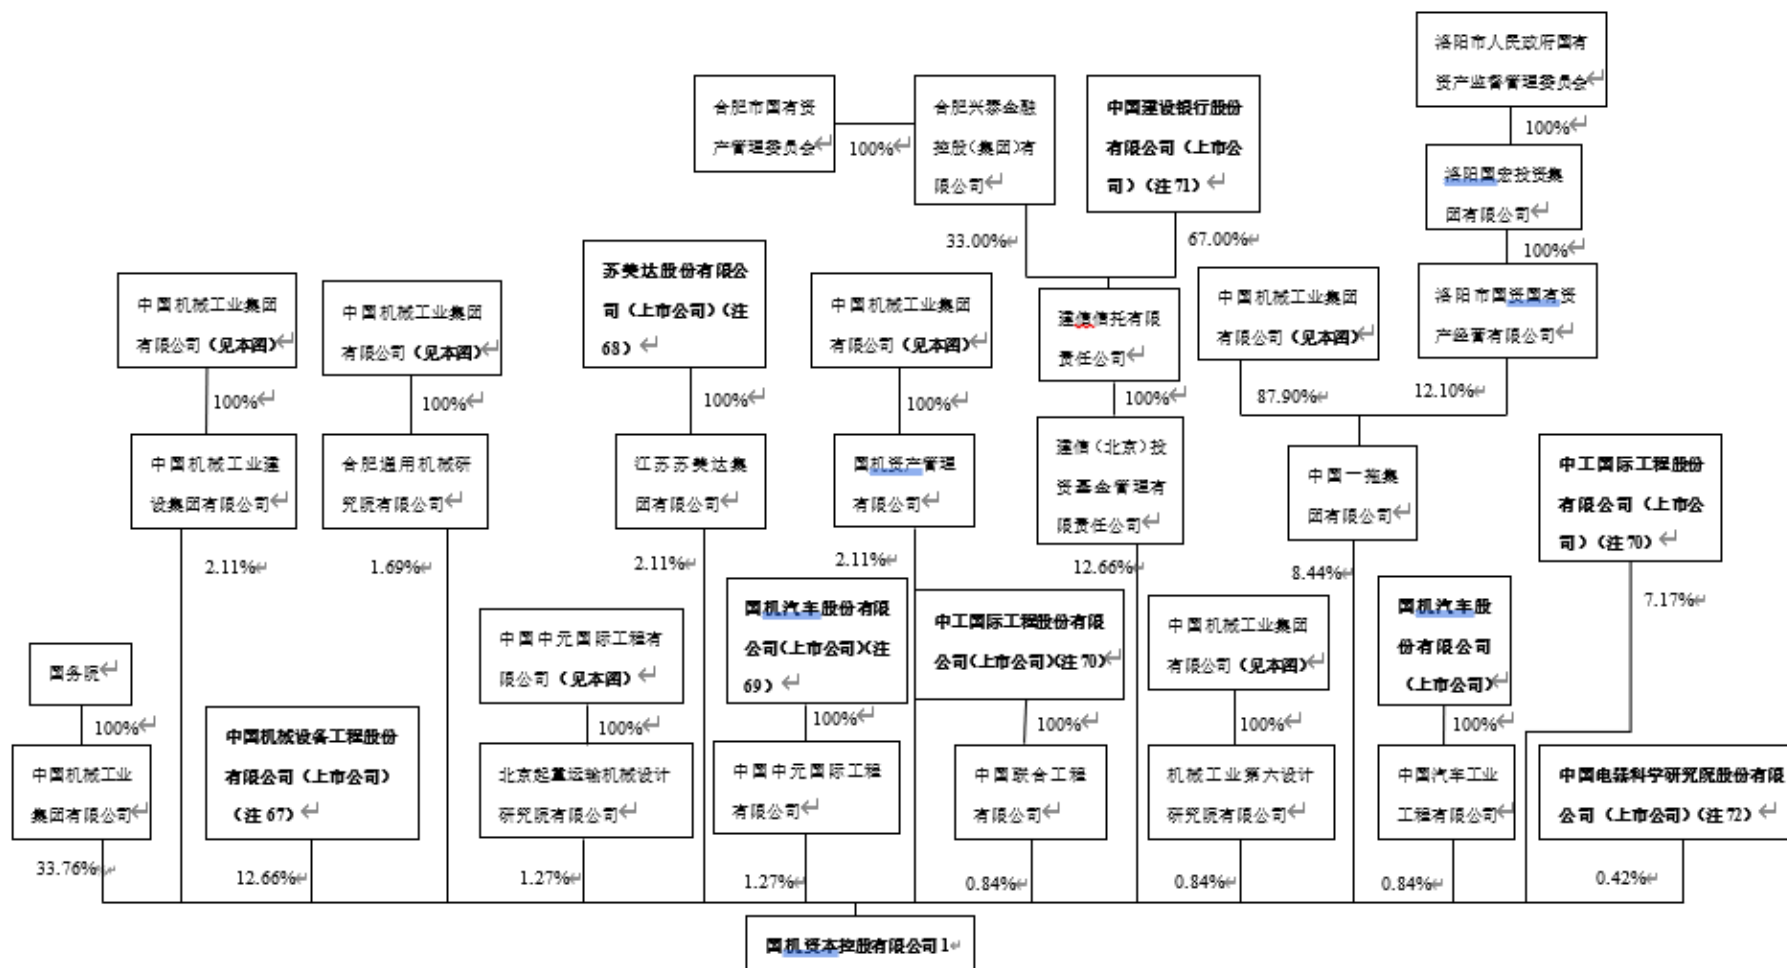 洛阳市人民政府国有
资产监督管理委员会
合肥市国有资
产管理委员会
100%
合肥兴泰金融
控股(集团)有
限公司
中国建设银行股份
有限公司（上市公
司）（注 71）
100%
洛阳国宏投资集
团有限公司
33.00%
67.00%
100%
苏美达股份有限公
司（上市公司）（注
68）
中国机械工业集团
有限公司（见本图）
中国机械工业集团
有限公司（见本图）
中国机械工业集团
有限公司（见本图）
建信信托有限
责任公司
中国机械工业集团
有限公司（见本图）
洛阳市国资国有资
产经营有限公司
100%
100%
100%
100%
100%
87.90%
12.10%
中国机械工业建
设集团有限公司
合肥通用机械研
究院有限公司
江苏苏美达集
团有限公司
国机资产管理
有限公司
建信（北京）投
资基金管理有
限责任公司
中国一拖集
团有限公司
中工国际工程股份
有限公司（上市公
司）（注 70）
2.11%
1.69%
2.11%
2.11%
12.66%
8.44%
7.17%
国务院
中国中元国际工程有
限公司（见本图）
国机汽车股份有限
公司(上市公司)(注
69）
中工国际工程股份有限
公司(上市公司)(注 70)
中国机械工业集团
有限公司（见本图）
国机汽车股
份有限公司
（上市公司）
100%
100%
100%
100%
100%
100%
中国机械工业
集团有限公司
中国机械设备工程股份
有限公司（上市公司）
（注 67）
北京起重运输机械设计
研究院有限公司
中国中元国际工程
有限公司
中国联合工程
有限公司
机械工业第六设计
研究院有限公司
中国汽车工业
工程有限公司
中国电器科学研究院股份有限
公司（上市公司）（注 72）
33.76%
12.66%
1.27%
1.27%
0.84%
0.84%
0.84%
0.42%
国机资本控股有限公司 1